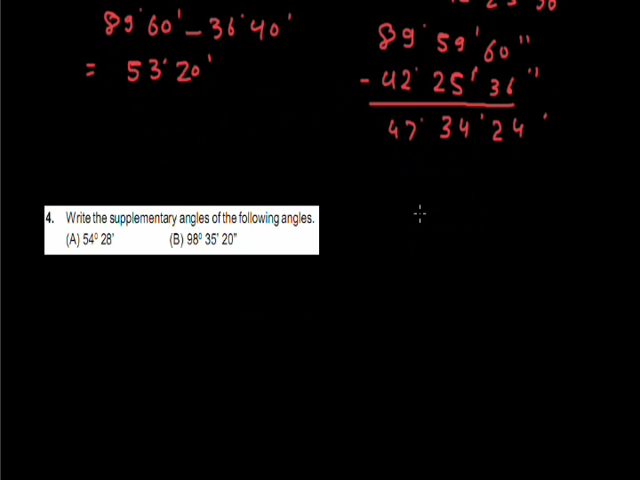 89° 60' - 36° 40'
= 53° 20'
89° 59' 60"
- 42° 25' 36"
47° 34' 24"
4. Write the supplementary angles of the following angles.
(A) 54° 28' (B) 98° 35' 20"